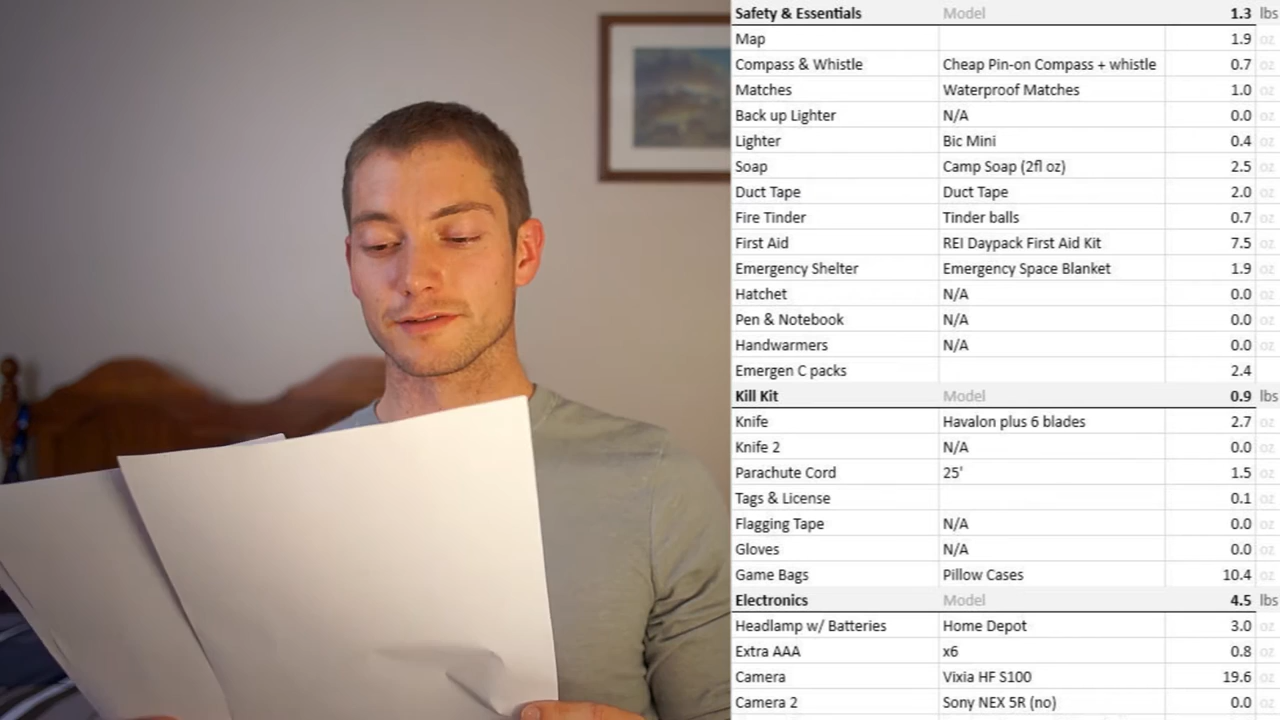 Safety & Essentials Model 1.3 lbs
Map 1.9 oz
Compass & Whistle Cheap Pin-on Compass + whistle 0.7 oz
Matches Waterproof Matches 1.0 oz
Back up Lighter N/A 0.0 oz
Lighter Bic Mini 0.4 oz
Soap Camp Soap (2fl oz) 2.5 oz
Duct Tape Duct Tape 2.0 oz
Fire Tinder Tinder balls 0.7 oz
First Aid REI Daypack First Aid Kit 7.5 oz
Emergency Shelter Emergency Space Blanket 1.9 oz
Hatchet N/A 0.0 oz
Pen & Notebook N/A 0.0 oz
Handwarmers N/A 0.0 oz
Emergen C packs 2.4 oz
Kill Kit Model 0.9 lbs
Knife Havalon plus 6 blades 2.7 oz
Knife 2 N/A 0.0 oz
Parachute Cord 25' 1.5 oz
Tags & License 0.1 oz
Flagging Tape N/A 0.0 oz
Gloves N/A 0.0 oz
Game Bags Pillow Cases 10.4 oz
Electronics Model 4.5 lbs
Headlamp w/ Batteries Home Depot 3.0 oz
Extra AAA x6 0.8 oz
Camera Vixia HF S100 19.6 oz
Camera 2 Sony NEX 5R (no) 0.0 oz